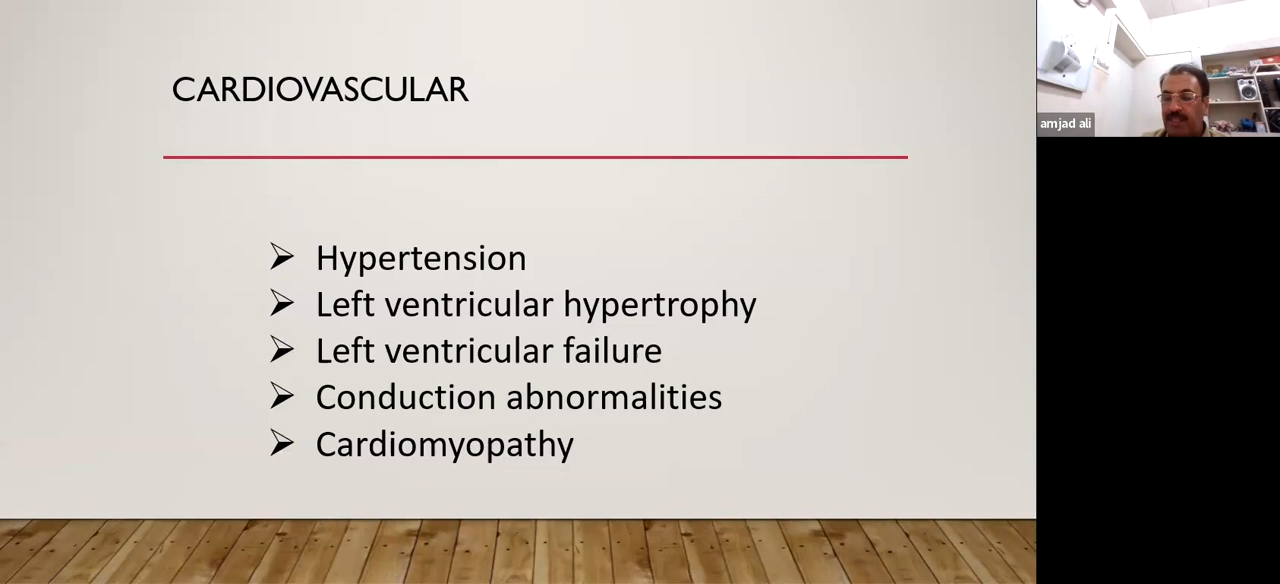 CARDIOVASCULAR
Hypertension
Left ventricular hypertrophy
Left ventricular failure
Conduction abnormalities
Cardiomyopathy
amjad ali